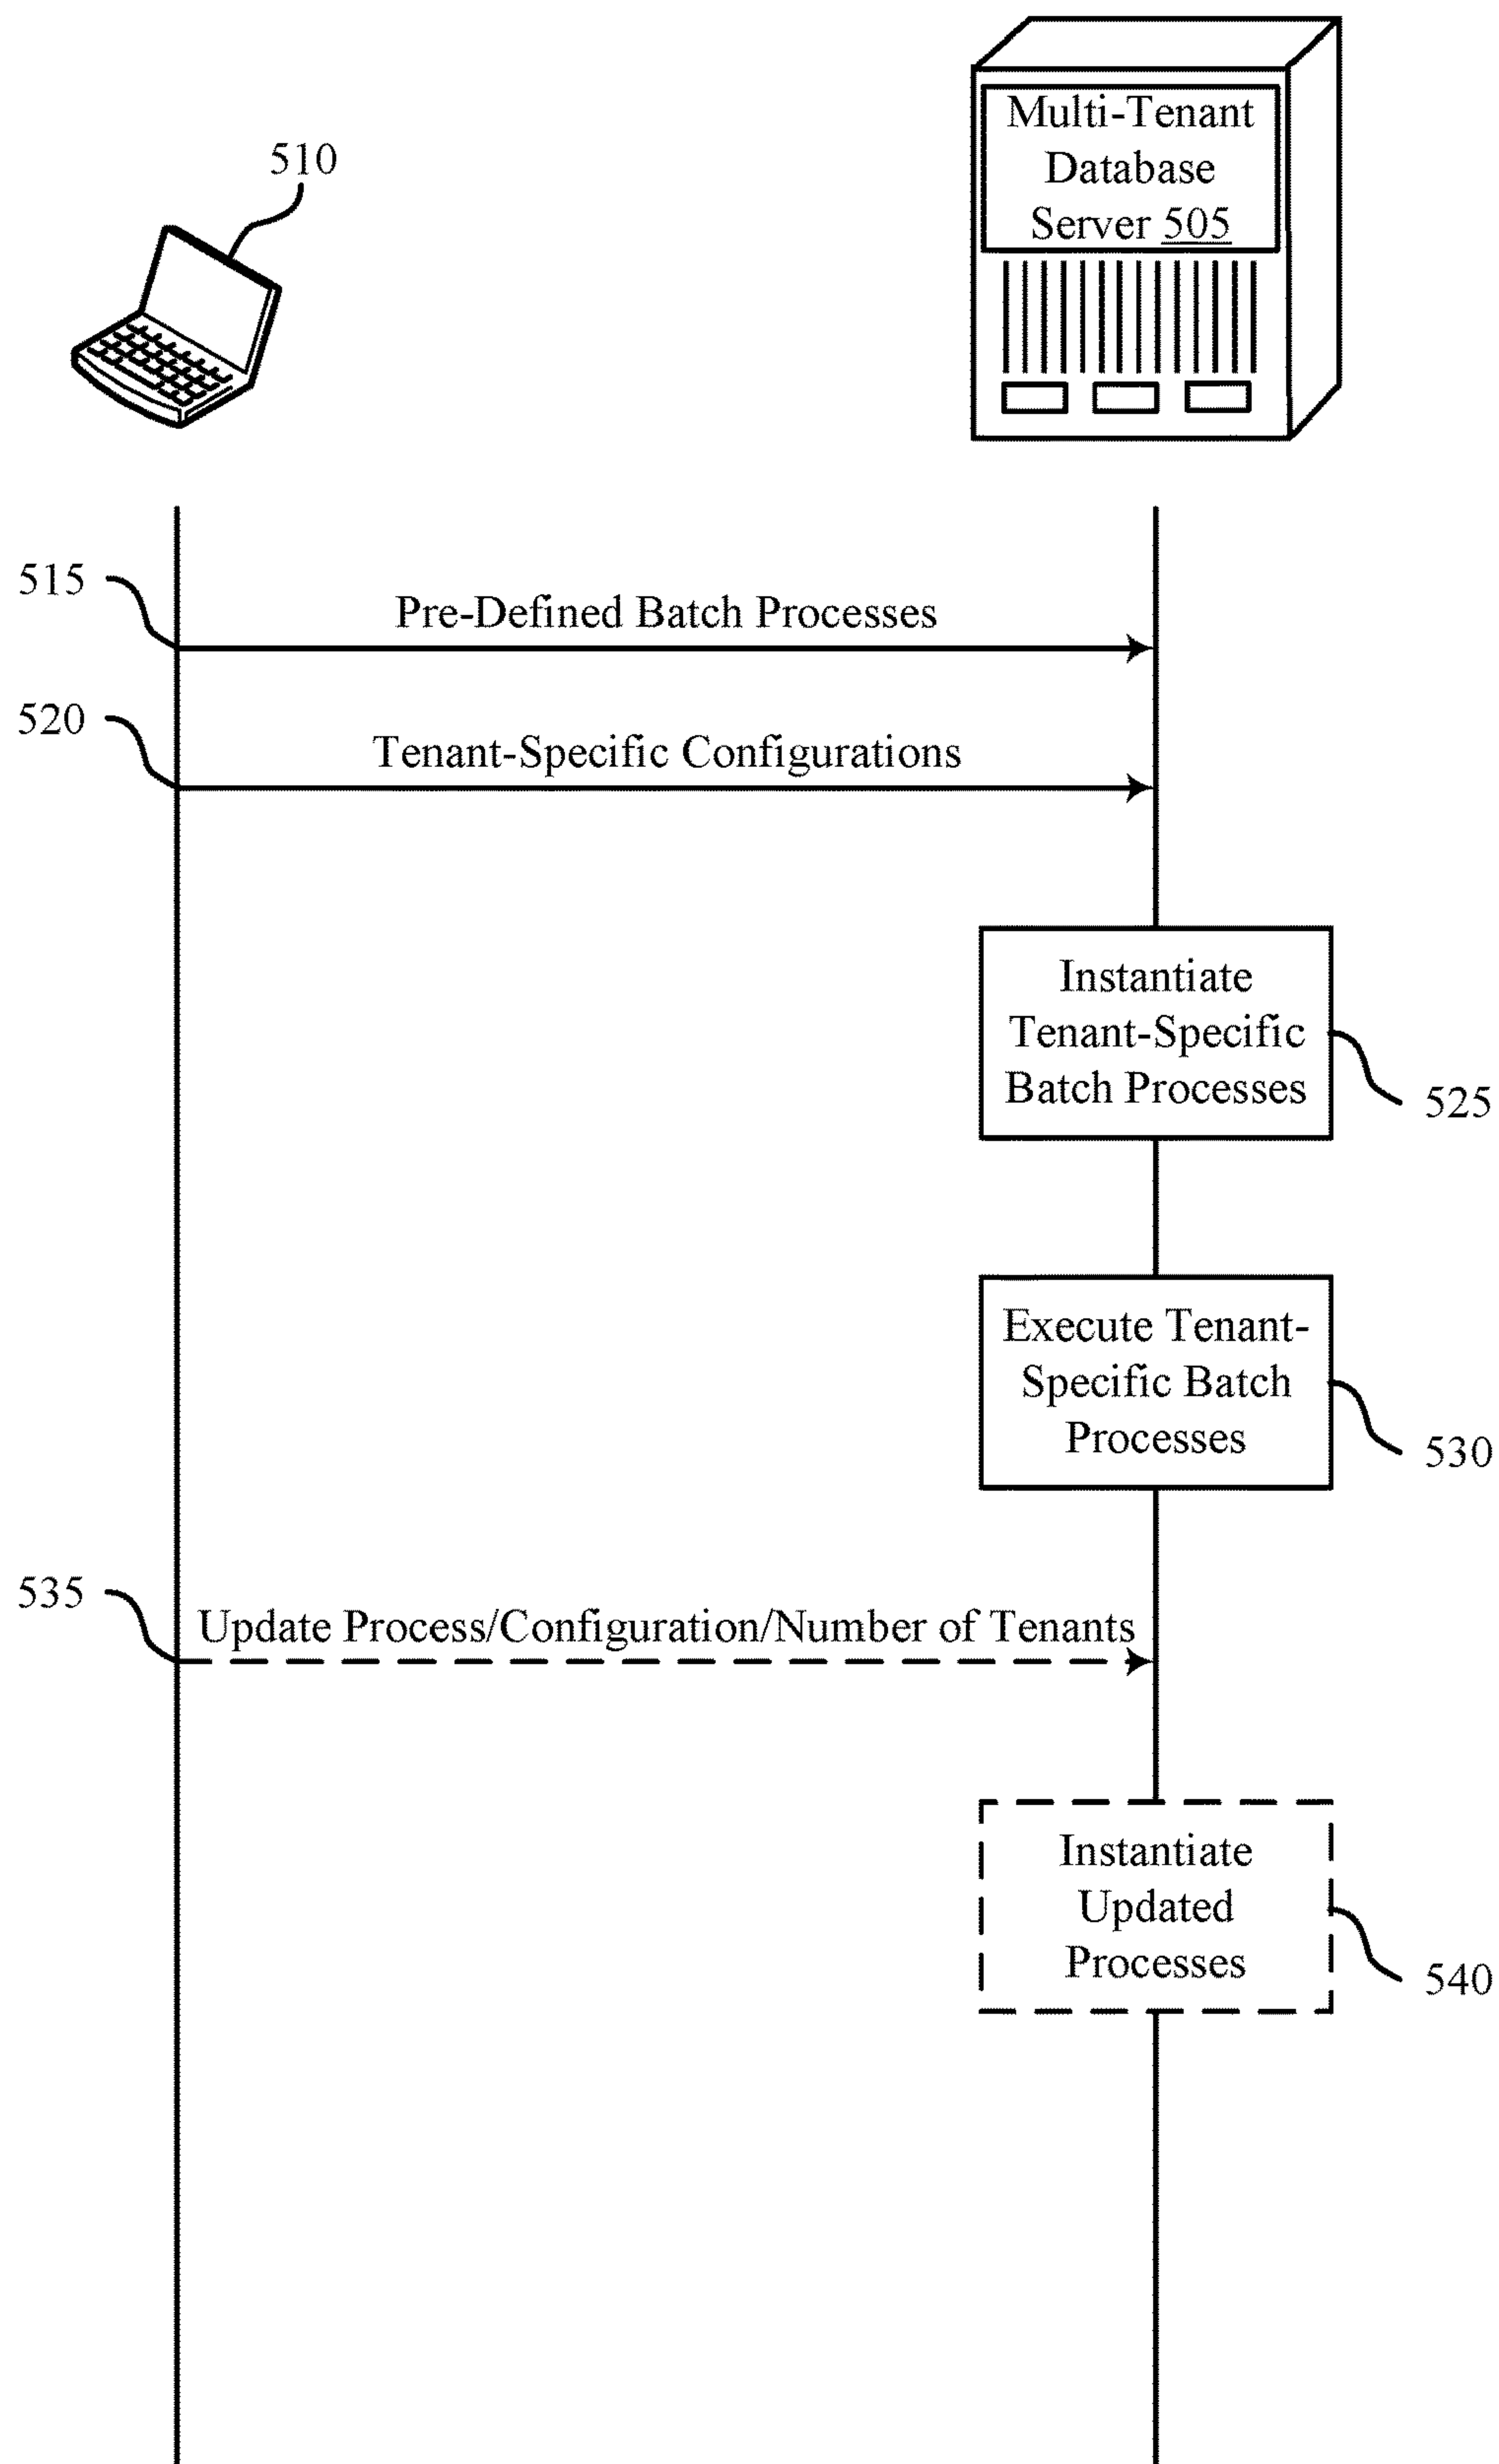 510
Multi-Tenant
Database
Server 505
515
Pre-Defined Batch Processes
520
Tenant-Specific Configurations
Instantiate
Tenant-Specific
Batch Processes
525
Execute Tenant-
Specific Batch
Processes
530
535
Update Process/Configuration/Number of Tenants
Instantiate
Updated
Processes
540